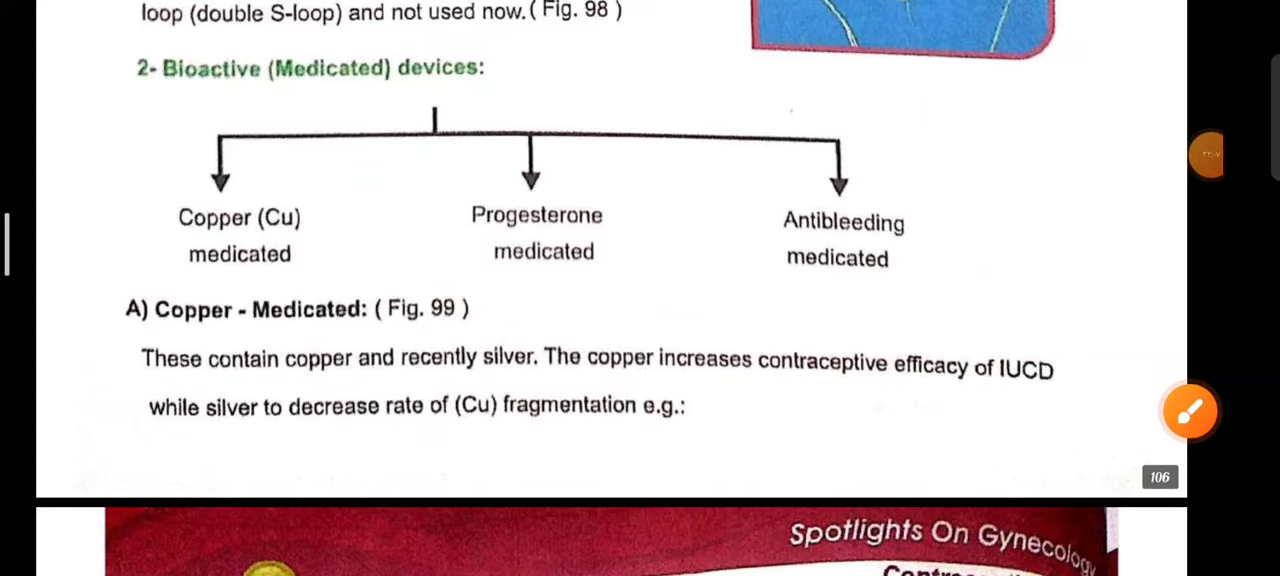 loop (double S-loop) and not used now.( Fig. 98 )
2- Bioactive (Medicated) devices:
Copper (Cu) medicated
Progesterone medicated
Antibleeding medicated
A) Copper - Medicated: ( Fig. 99 )
These contain copper and recently silver. The copper increases contraceptive efficacy of IUCD
while silver to decrease rate of (Cu) fragmentation e.g.:
106
Spotlights On Gynecology